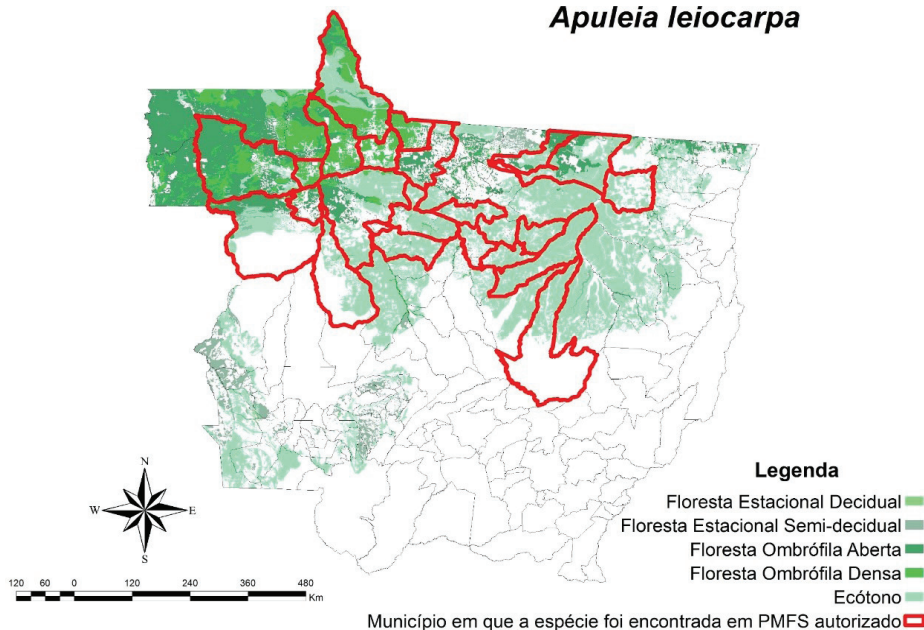 Apuleia leiocarpa
N
W E
S
120 60 0 120 240 360 480
Km
Legenda
Floresta Estacional Decidual
Floresta Estacional Semi-decidual
Floresta Ombrófila Aberta
Floresta Ombrófila Densa
Ecótono
Município em que a espécie foi encontrada em PMFS autorizado